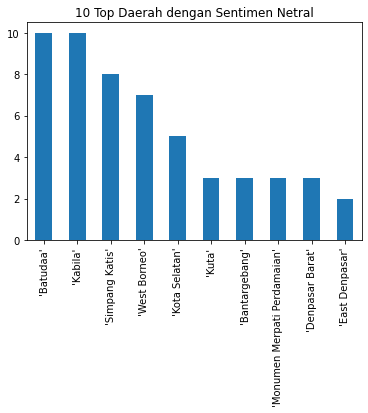 10 Top Daerah dengan Sentimen Netral
10
8
6
4
2
0
'Batudaa'
'Kabila'
'Simpang Katis'
'West Borneo'
'Kota Selatan'
'Kuta'
'Bantargebang'
'Monumen Merpati Perdamaian'
'Denpasar Barat'
'East Denpasar'